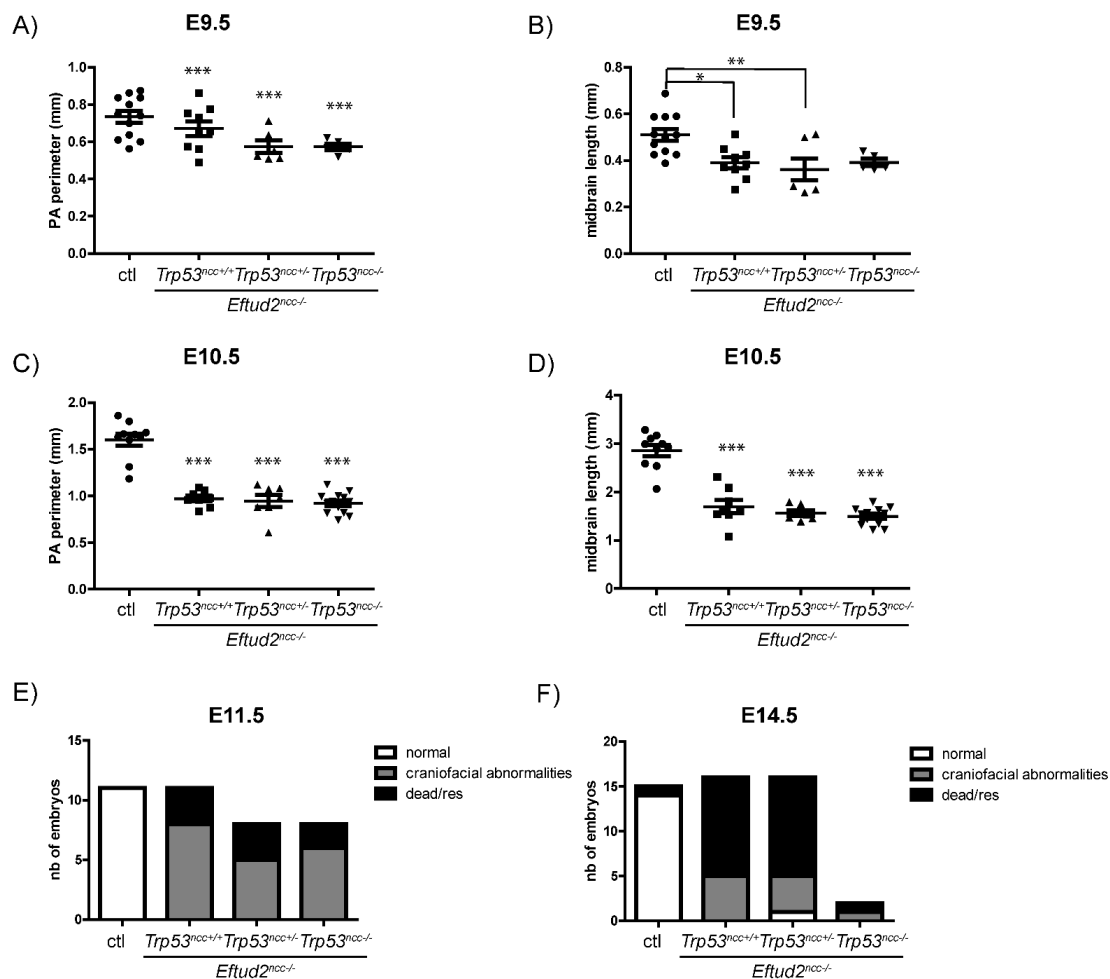 A)
E9.5
PA perimeter (mm)
1.0
0.8
0.6
0.4
0.2
0.0
***
***
***
ctl
Trp53ncc+/+ Trp53ncc+/- Trp53ncc-/-
Eftud2ncc-/-
B)
E9.5
midbrain length (mm)
0.8
0.6
0.4
0.2
0.0
**
*
ctl
Trp53ncc+/+ Trp53ncc+/- Trp53ncc-/-
Eftud2ncc-/-
C)
E10.5
PA perimeter (mm)
2.0
1.5
1.0
0.5
0.0
*** *** ***
ctl
Trp53ncc+/+ Trp53ncc+/- Trp53ncc-/-
Eftud2ncc-/-
D)
E10.5
midbrain length (mm)
4
3
2
1
0
***
*** ***
ctl
Trp53ncc+/+ Trp53ncc+/- Trp53ncc-/-
Eftud2ncc-/-
E)
E11.5
nb of embryos
15
10
5
0
normal
craniofacial abnormalities
dead/res
ctl
Trp53ncc+/+ Trp53ncc+/- Trp53ncc-/-
Eftud2ncc-/-
F)
E14.5
nb of embryos
20
15
10
5
0
normal
craniofacial abnormalities
dead/res
ctl
Trp53ncc+/+ Trp53ncc+/- Trp53ncc-/-
Eftud2ncc-/-